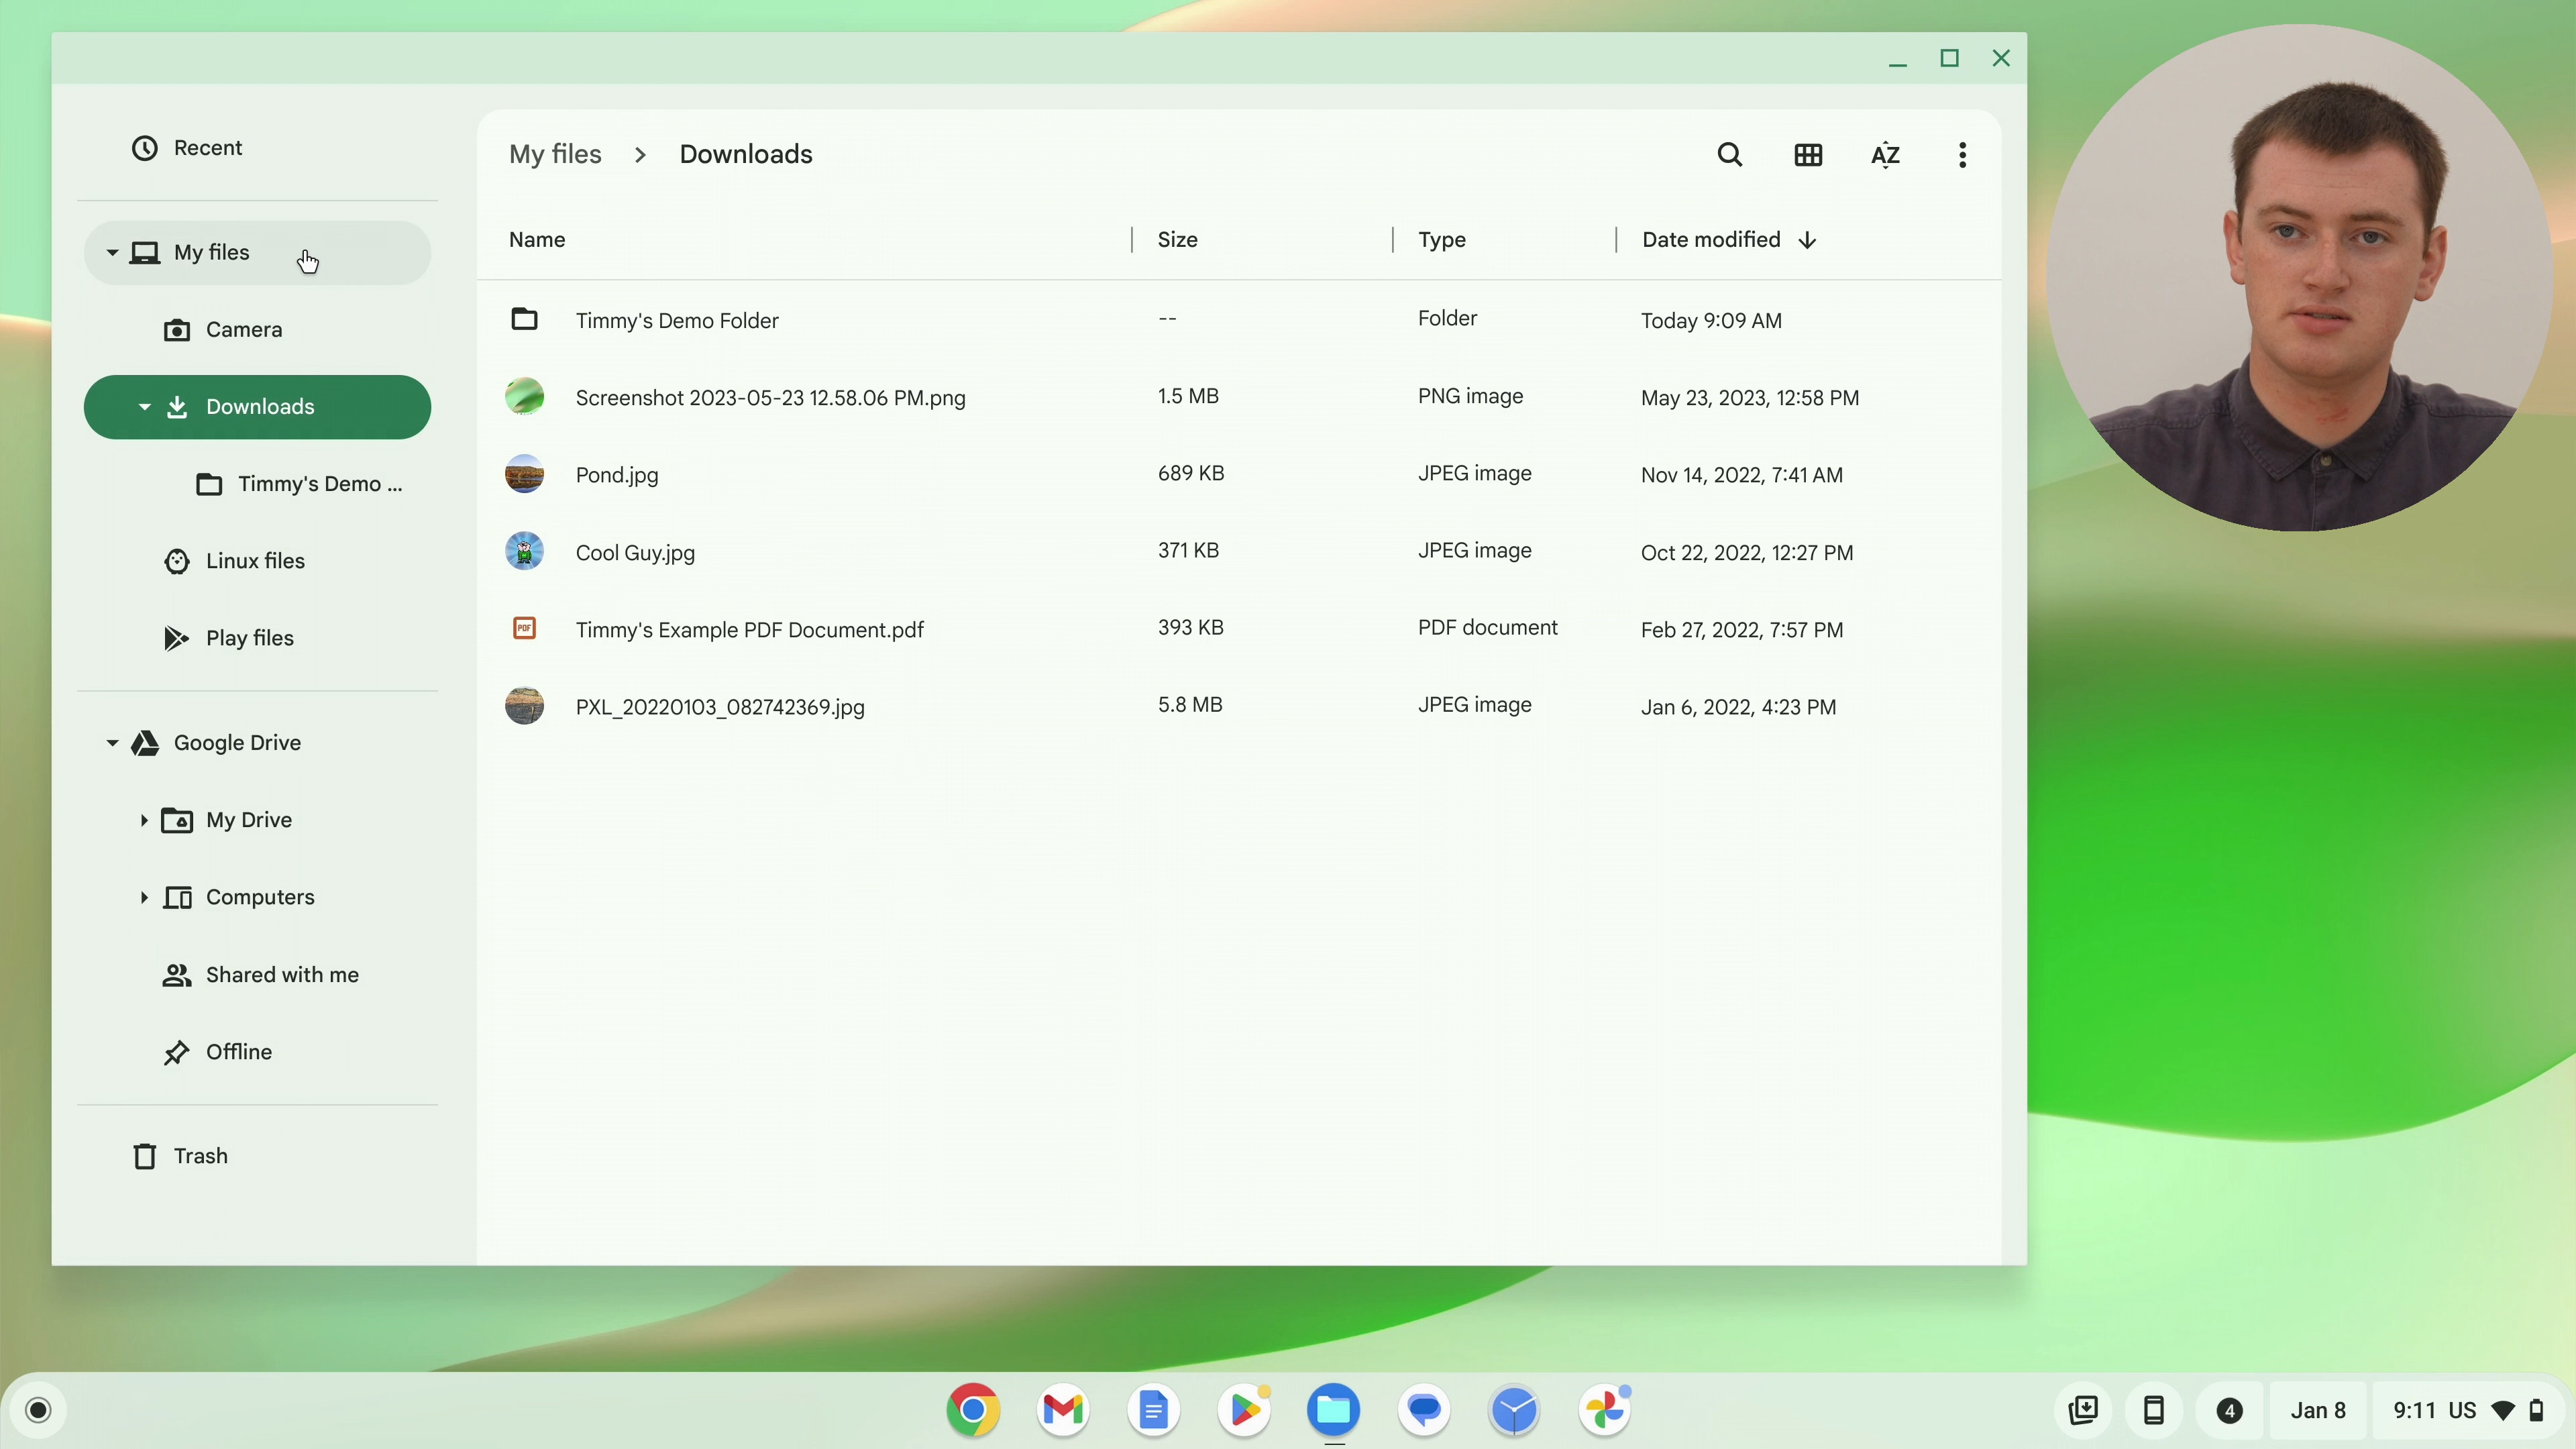 Recent
My files
Camera
Downloads
Timmy's Demo ...
Linux files
Play files
Google Drive
My Drive
Computers
Shared with me
Offline
Trash
My files > Downloads
AZ
Name Size Type Date modified
Timmy's Demo Folder -- Folder Today 9:09 AM
Screenshot 2023-05-23 12.58.06 PM.png 1.5 MB PNG image May 23, 2023, 12:58 PM
Pond.jpg 689 KB JPEG image Nov 14, 2022, 7:41 AM
Cool Guy.jpg 371 KB JPEG image Oct 22, 2022, 12:27 PM
PDF Timmy's Example PDF Document.pdf 393 KB PDF document Feb 27, 2022, 7:57 PM
PXL_20220103_082742369.jpg 5.8 MB JPEG image Jan 6, 2022, 4:23 PM
4 Jan 8 9:11 US